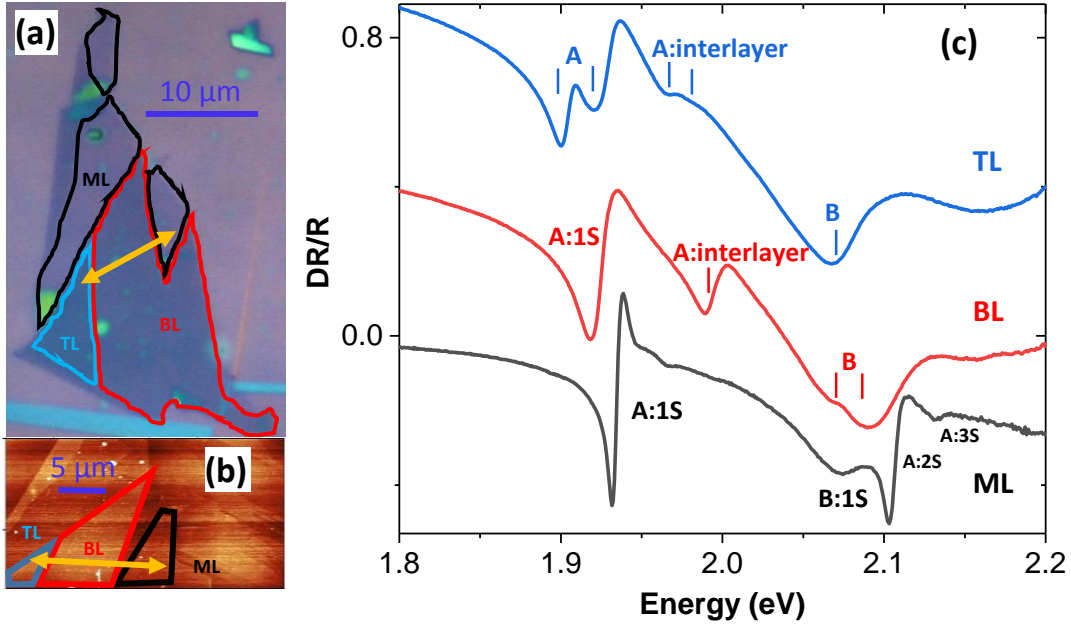 (a)
10 μm
ML
TL
BL
(b)
5 μm
TL
BL
ML
(c)
DR/R
0.8
0.0
A
A:interlayer
B
TL
A:1S
A:interlayer
B
BL
A:1S
B:1S
A:2S
A:3S
ML
1.8
1.9
2.0
2.1
2.2
Energy (eV)